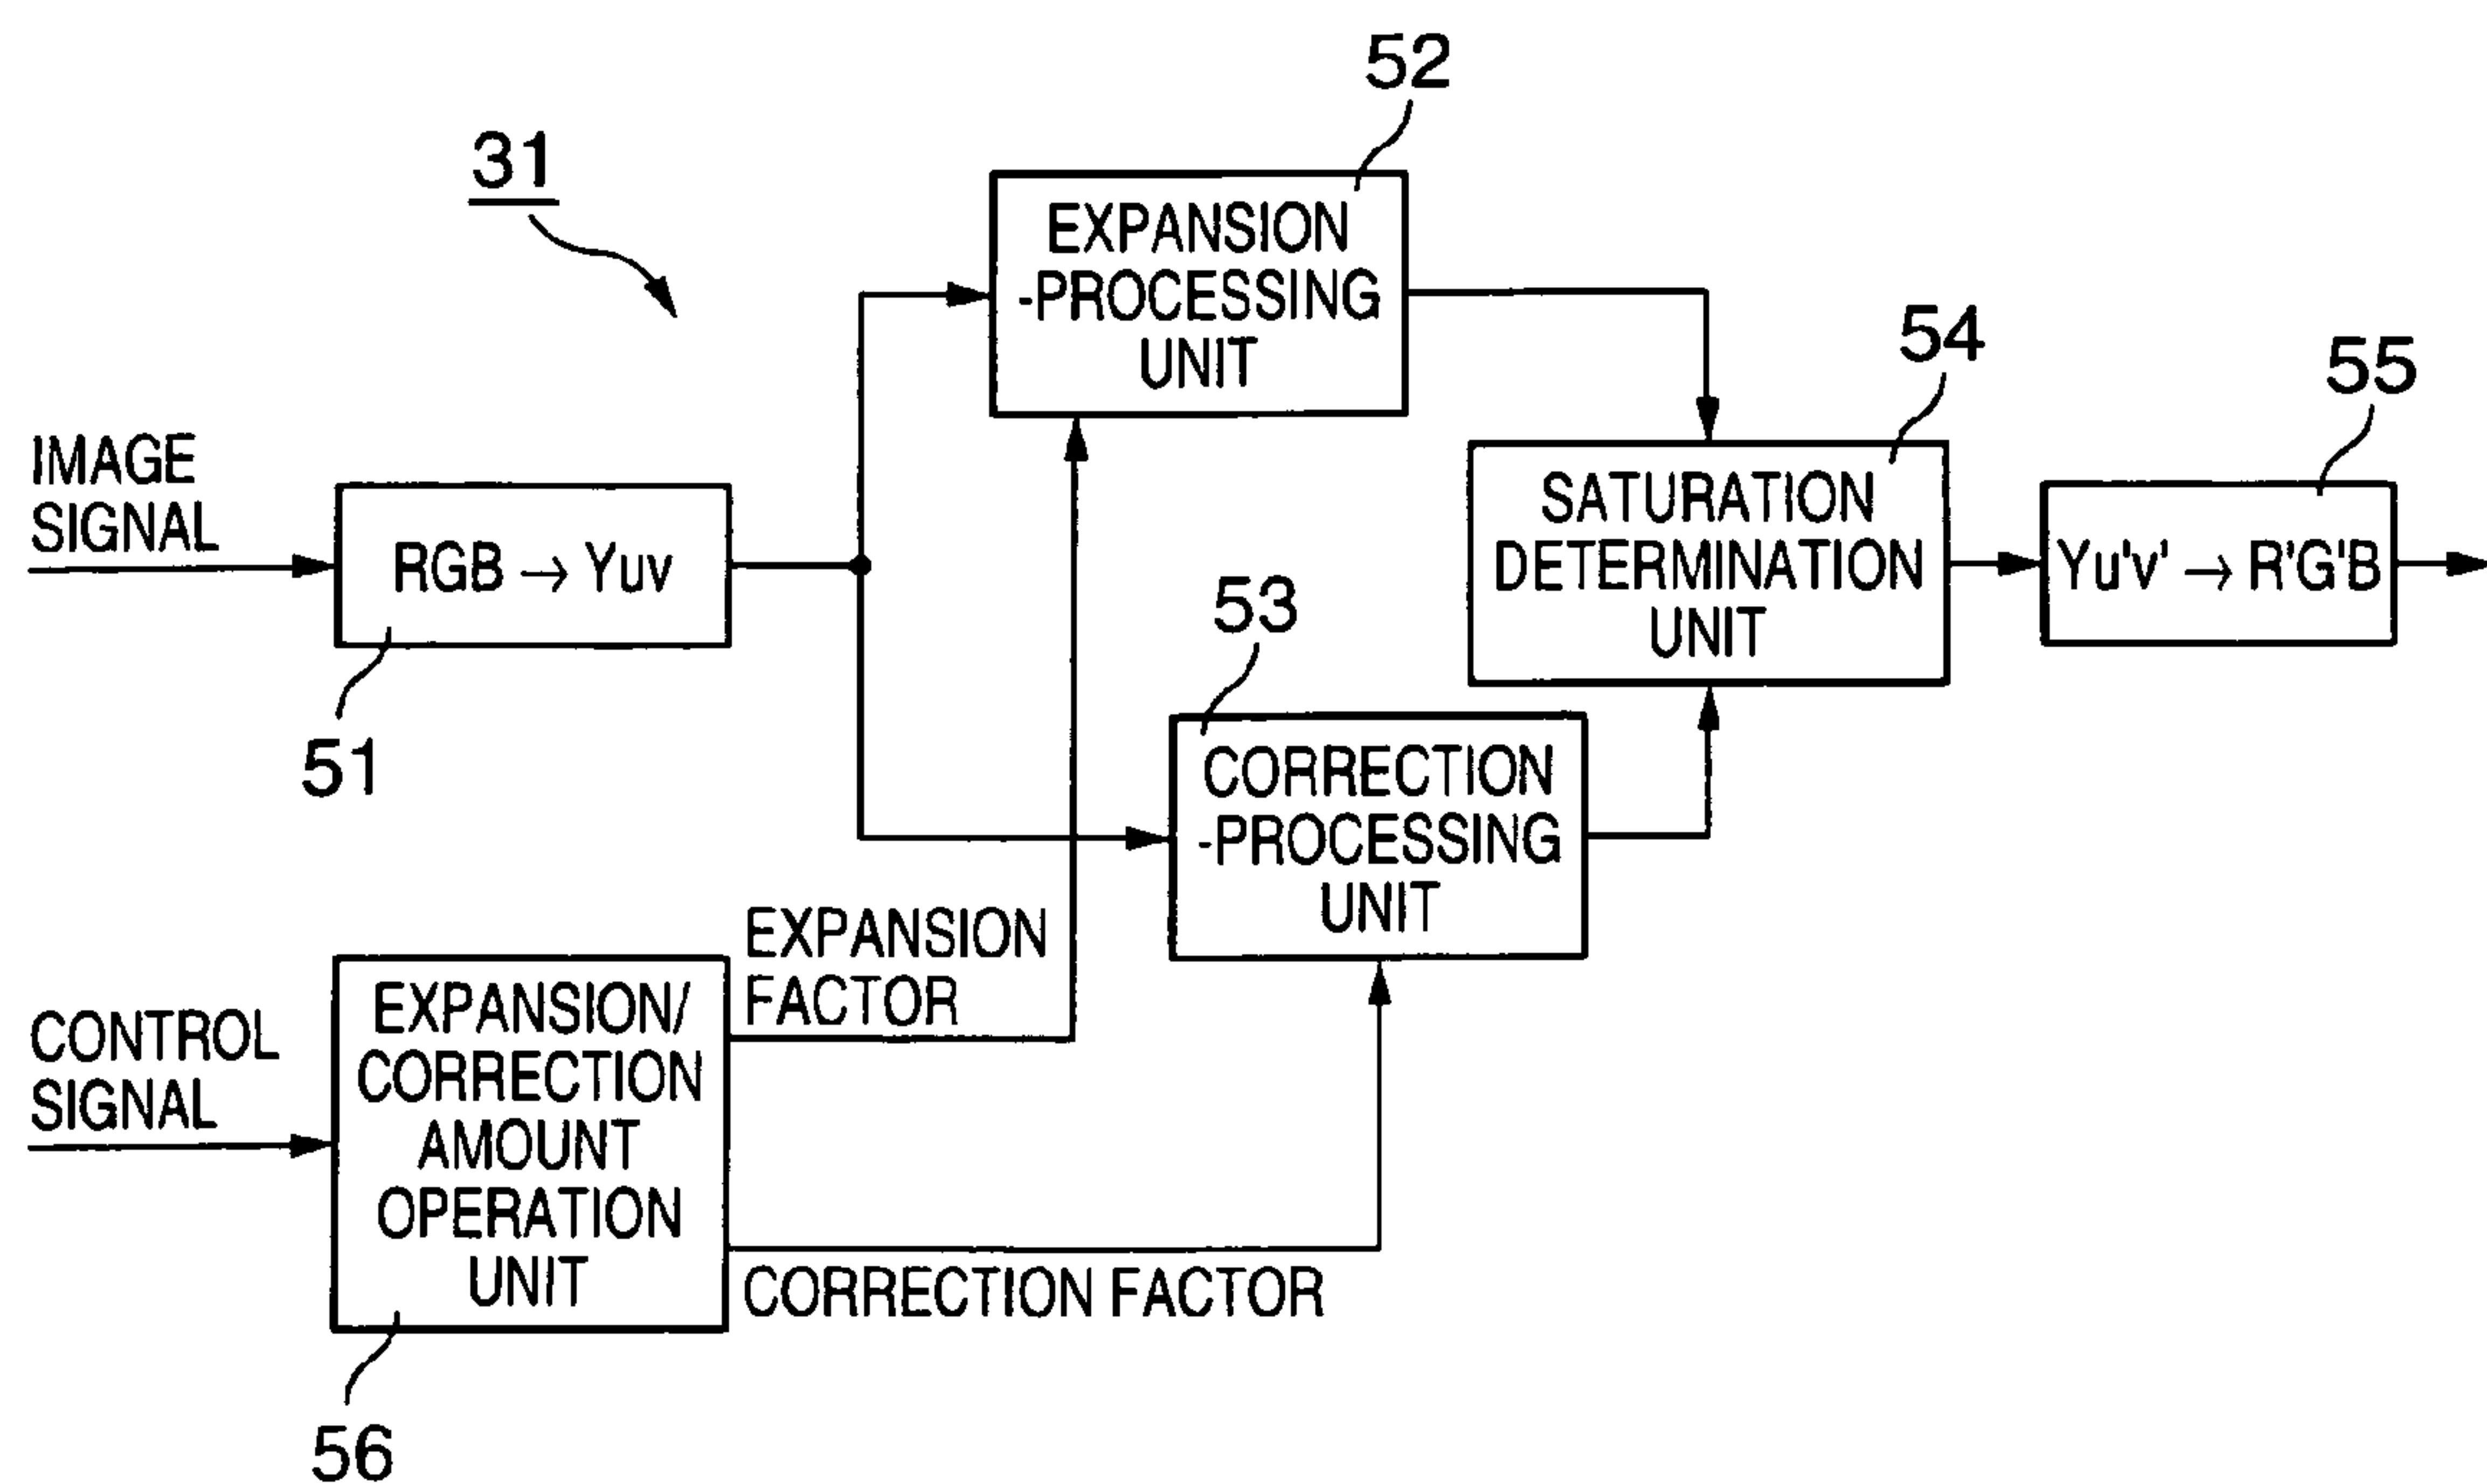 52
31
EXPANSION
-PROCESSING
UNIT
54
55
IMAGE
SIGNAL
RGB → Yuv
SATURATION
DETERMINATION
UNIT
Yu'v' → R'G'B
53
51
CORRECTION
-PROCESSING
UNIT
EXPANSION
FACTOR
CONTROL
SIGNAL
EXPANSION/
CORRECTION
AMOUNT
OPERATION
UNIT
CORRECTION FACTOR
56